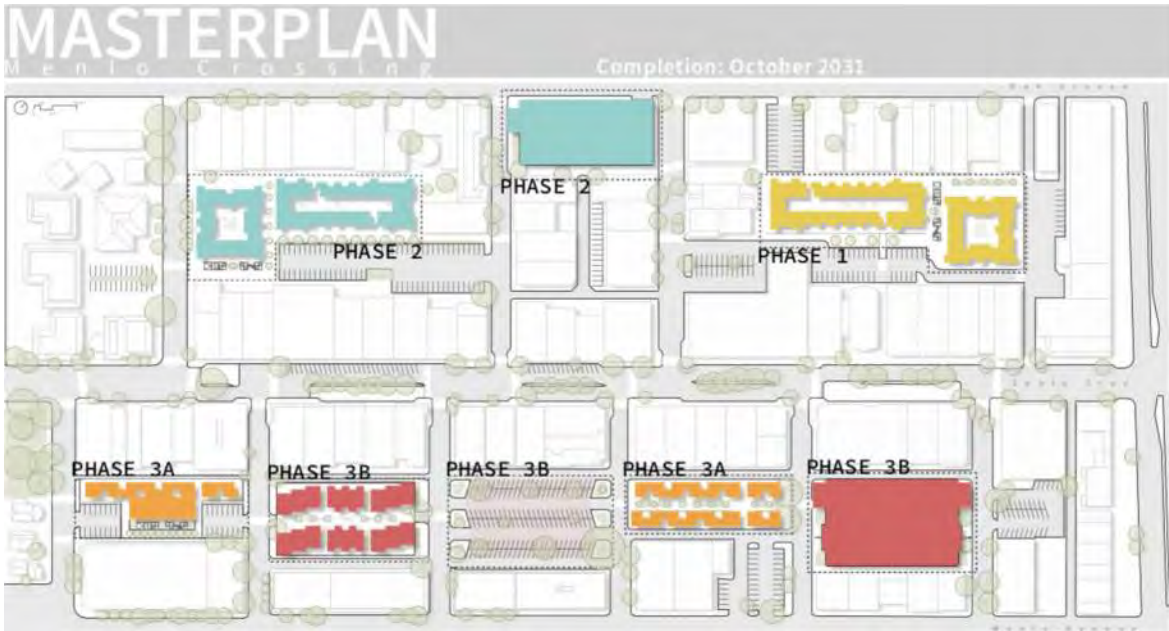 MASTERPLAN
Menlo Crossing
Completion: October 2031
PHASE 2
PHASE 2
PHASE 1
PHASE 3A
PHASE 3B
PHASE 3B
PHASE 3A
PHASE 3B